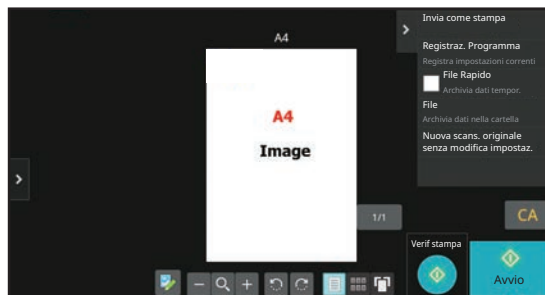 A4
A4
Image
1/1
Invia come stampa
Registraz. Programma
Registra impostazioni correnti
File Rapido
Archivia dati tempor.
File
Archivia dati nella cartella
Nuova scans. originale
senza modifica impostaz.
CA
Verif stampa
Avvio